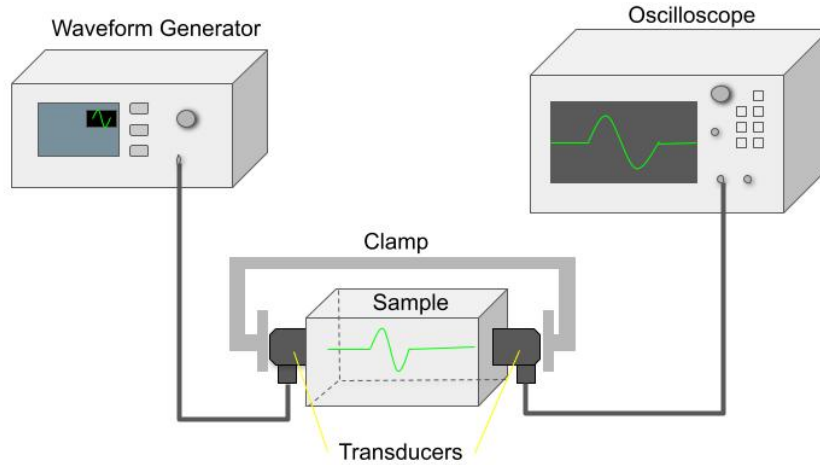 Waveform Generator
Oscilloscope
Clamp
Sample
Transducers